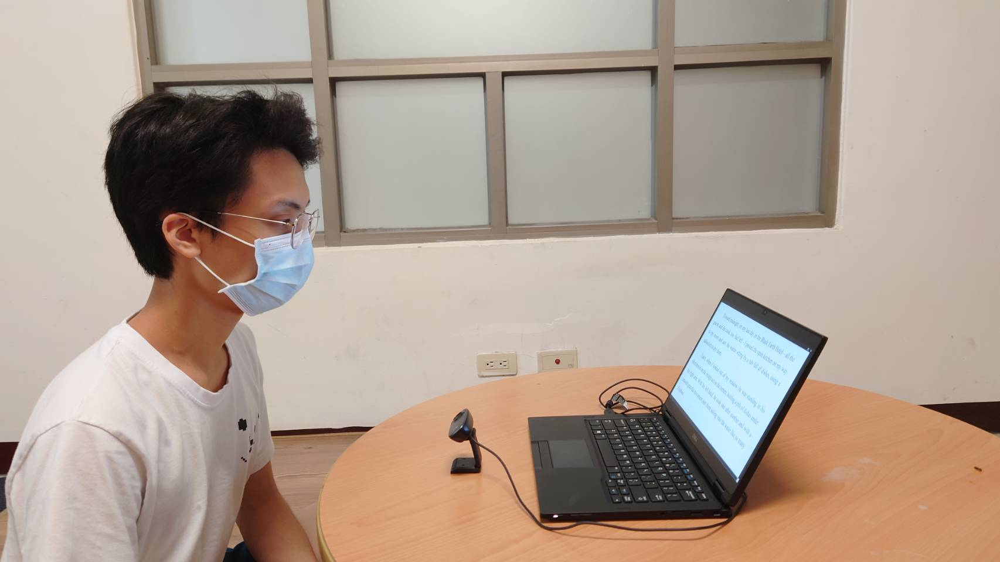 Toward midnight, on my last day in the Black Earth Hotel – all the
guests and the cook, too, had left – I passed the open kitchen on my way
to my room and saw the waiter sitting by a tub full of dishes, using a
tablecloth to dry them.
Later, when I looked out of my window, he was standing in his
shirtsleeves on the bridge across the torrent, holding a pile of dishes under
his right arm. With his left hand, he took one after another and with a
smooth graceful movement sent them sailing into the water like so many
frisbees.
DELL